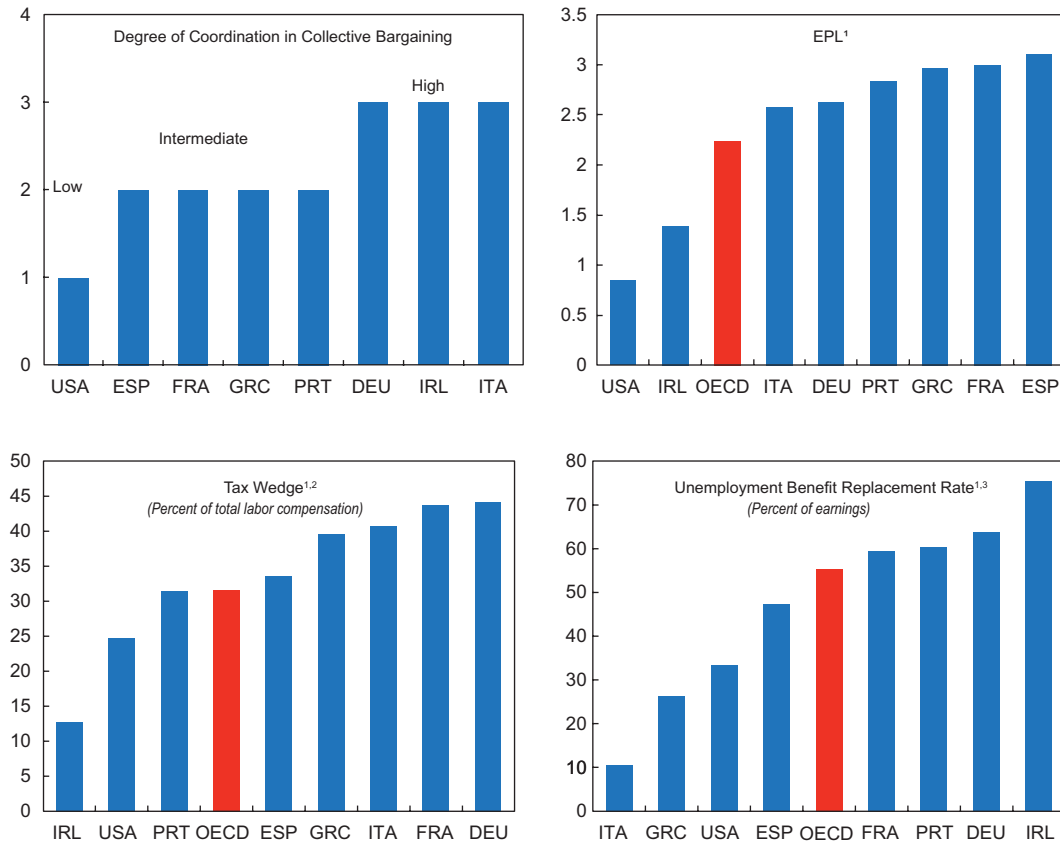 Degree of Coordination in Collective Bargaining
4
3
2
1
0
Low
Intermediate
High
USA ESP FRA GRC PRT DEU IRL ITA
EPL¹
3.5
3
2.5
2
1.5
1
0.5
0
USA IRL OECD ITA DEU PRT GRC FRA ESP
Tax Wedge¹,²
(Percent of total labor compensation)
50
45
40
35
30
25
20
15
10
5
0
IRL USA PRT OECD ESP GRC ITA FRA DEU
Unemployment Benefit Replacement Rate¹,³
(Percent of earnings)
80
70
60
50
40
30
20
10
0
ITA GRC USA ESP OECD FRA PRT DEU IRL